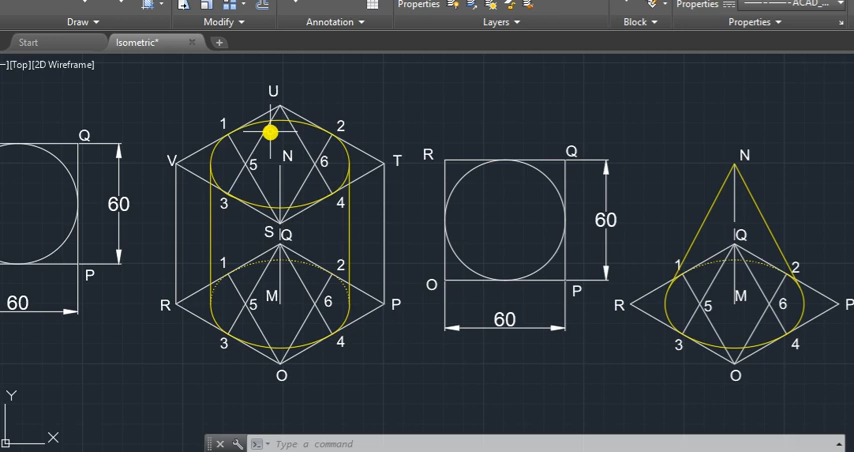 Draw
Modify
Annotation
Properties
Layers
Block
Properties
ACAD_...
Properties
Start
Isometric*
][Top][2D Wireframe]
Q
60
P
60
U
1
2
V
T
N
5
6
3
4
S
Q
1
2
M
R
P
5
6
3
4
O
R
Q
60
O
P
60
N
Q
1
2
R
M
P
5
6
3
4
O
Y
X
Type a command